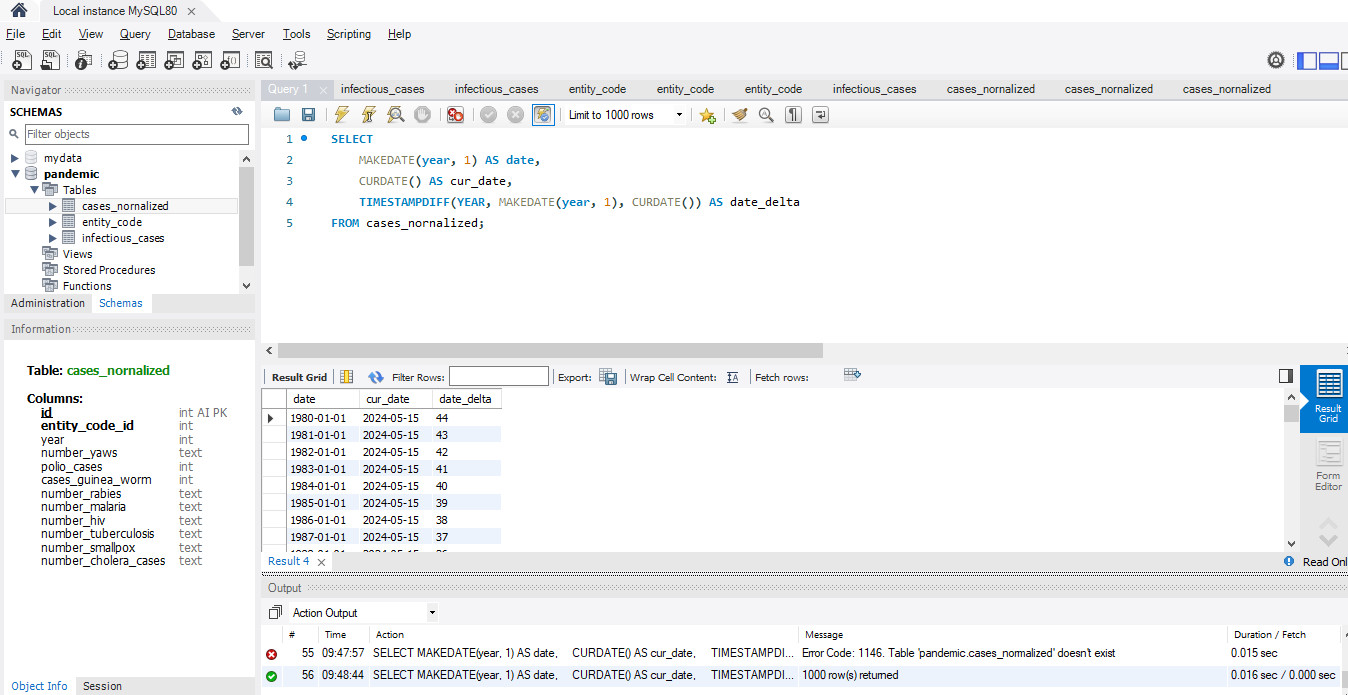 Local instance MySQL80
File Edit View Query Database Server Tools Scripting Help
Navigator
SCHEMAS
Filter objects
mydata
pandemic
Tables
cases_nornalized
entity_code
infectious_cases
Views
Stored Procedures
Functions
Administration Schemas
Information
Table: cases_nornalized
Columns:
id int AI PK
entity_code_id int
year int
number_yaws text
polio_cases int
cases_guinea_worm int
number_rabies text
number_malaria text
number_hiv text
number_tuberculosis text
number_smallpox text
number_cholera_cases text
Object Info Session
Query 1 infectious_cases infectious_cases entity_code entity_code entity_code infectious_cases cases_nornalized cases_nornalized cases_nornalized
Limit to 1000 rows
1 SELECT
2 MAKEDATE(year, 1) AS date,
3 CURDATE() AS cur_date,
4 TIMESTAMPDIFF(YEAR, MAKEDATE(year, 1), CURDATE()) AS date_delta
5 FROM cases_nornalized;
Result Grid Filter Rows: Export: Wrap Cell Content: Fetch rows:
date cur_date date_delta
1980-01-01 2024-05-15 44
1981-01-01 2024-05-15 43
1982-01-01 2024-05-15 42
1983-01-01 2024-05-15 41
1984-01-01 2024-05-15 40
1985-01-01 2024-05-15 39
1986-01-01 2024-05-15 38
1987-01-01 2024-05-15 37
Result
Grid
Form
Editor
Result 4
Read Onl
Output
Action Output
# Time Action Message Duration / Fetch
55 09:47:57 SELECT MAKEDATE(year, 1) AS date, CURDATE() AS cur_date, TIMESTAMPDI... Error Code: 1146. Table 'pandemic.cases_normalized' doesn't exist 0.015 sec
56 09:48:44 SELECT MAKEDATE(year, 1) AS date, CURDATE() AS cur_date, TIMESTAMPDI... 1000 row(s) returned 0.016 sec / 0.000 sec